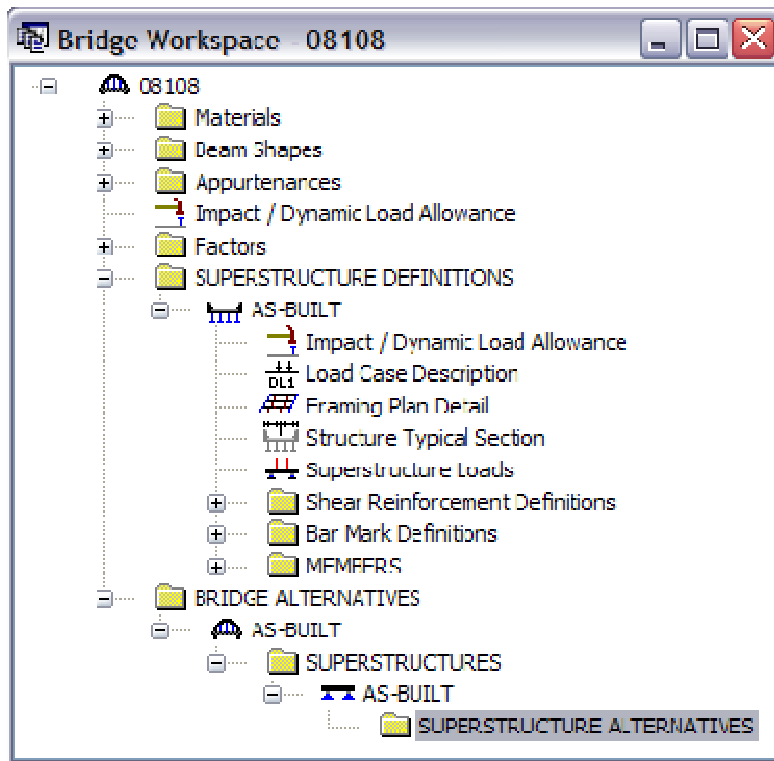 Bridge Workspace - 08108
08108
Materials
Beam Shapes
Appurtenances
Impact / Dynamic Load Allowance
Factors
SUPERSTRUCTURE DEFINITIONS
AS-BUILT
Impact / Dynamic Load Allowance
DL1 Load Case Description
Framing Plan Detail
Structure Typical Section
Superstructure Loads
Shear Reinforcement Definitions
Bar Mark Definitions
MEMBERS
BRIDGE ALTERNATIVES
AS-BUILT
SUPERSTRUCTURES
AS-BUILT
SUPERSTRUCTURE ALTERNATIVES